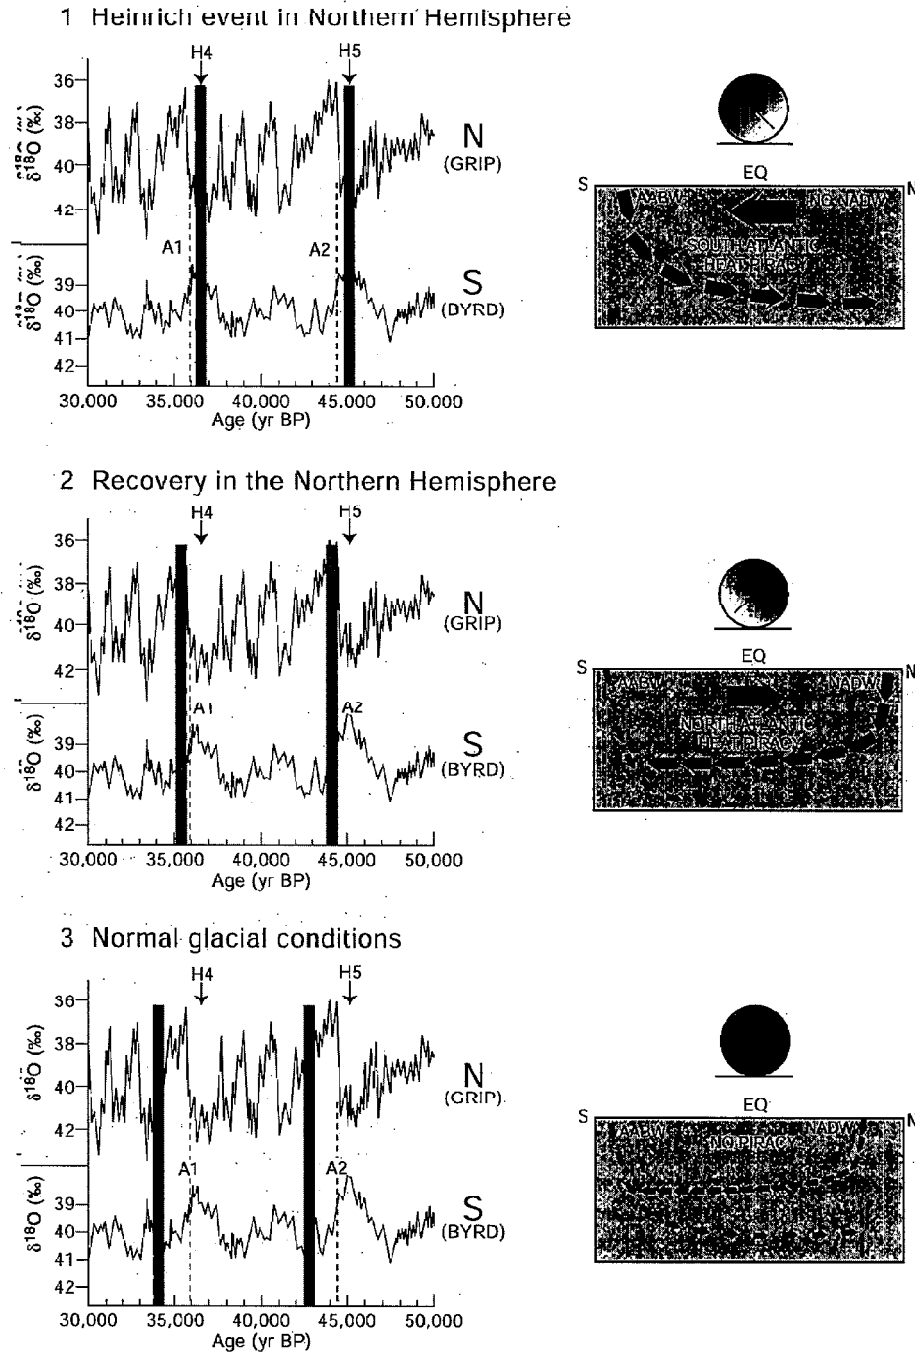 1 Heinrich event in Northern Hemisphere
H4
H5
36
38
40
42
δ18O (‰)
N
(GRIP)
A1
A2
39
40
41
42
δ18O (‰)
S
(BYRD)
30,000
35,000
40,000
45,000
50,000
Age (yr BP)
EQ
S
N
AABW
NO NADW
SOUTH ATLANTIC
HEAT PIRACY
2 Recovery in the Northern Hemisphere
H4
H5
36
38
40
42
δ18O (‰)
N
(GRIP)
A1
A2
39
40
41
42
δ18O (‰)
S
(BYRD)
30,000
35,000
40,000
45,000
50,000
Age (yr BP)
EQ
S
N
AABW
NADW
NORTH ATLANTIC
HEAT PIRACY
3 Normal glacial conditions
H4
H5
36
38
40
42
δ18O (‰)
N
(GRIP)
A1
A2
39
40
41
42
δ18O (‰)
S
(BYRD)
30,000
35,000
40,000
45,000
50,000
Age (yr BP)
EQ
S
N
AABW
NADW
NO PIRACY